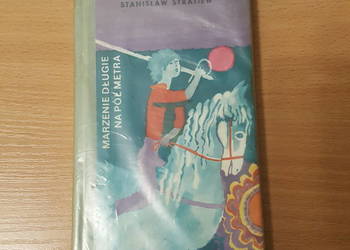 STANISŁAW STRATIEW
MARZENIE DŁUGIE
NA PÓŁ METRA